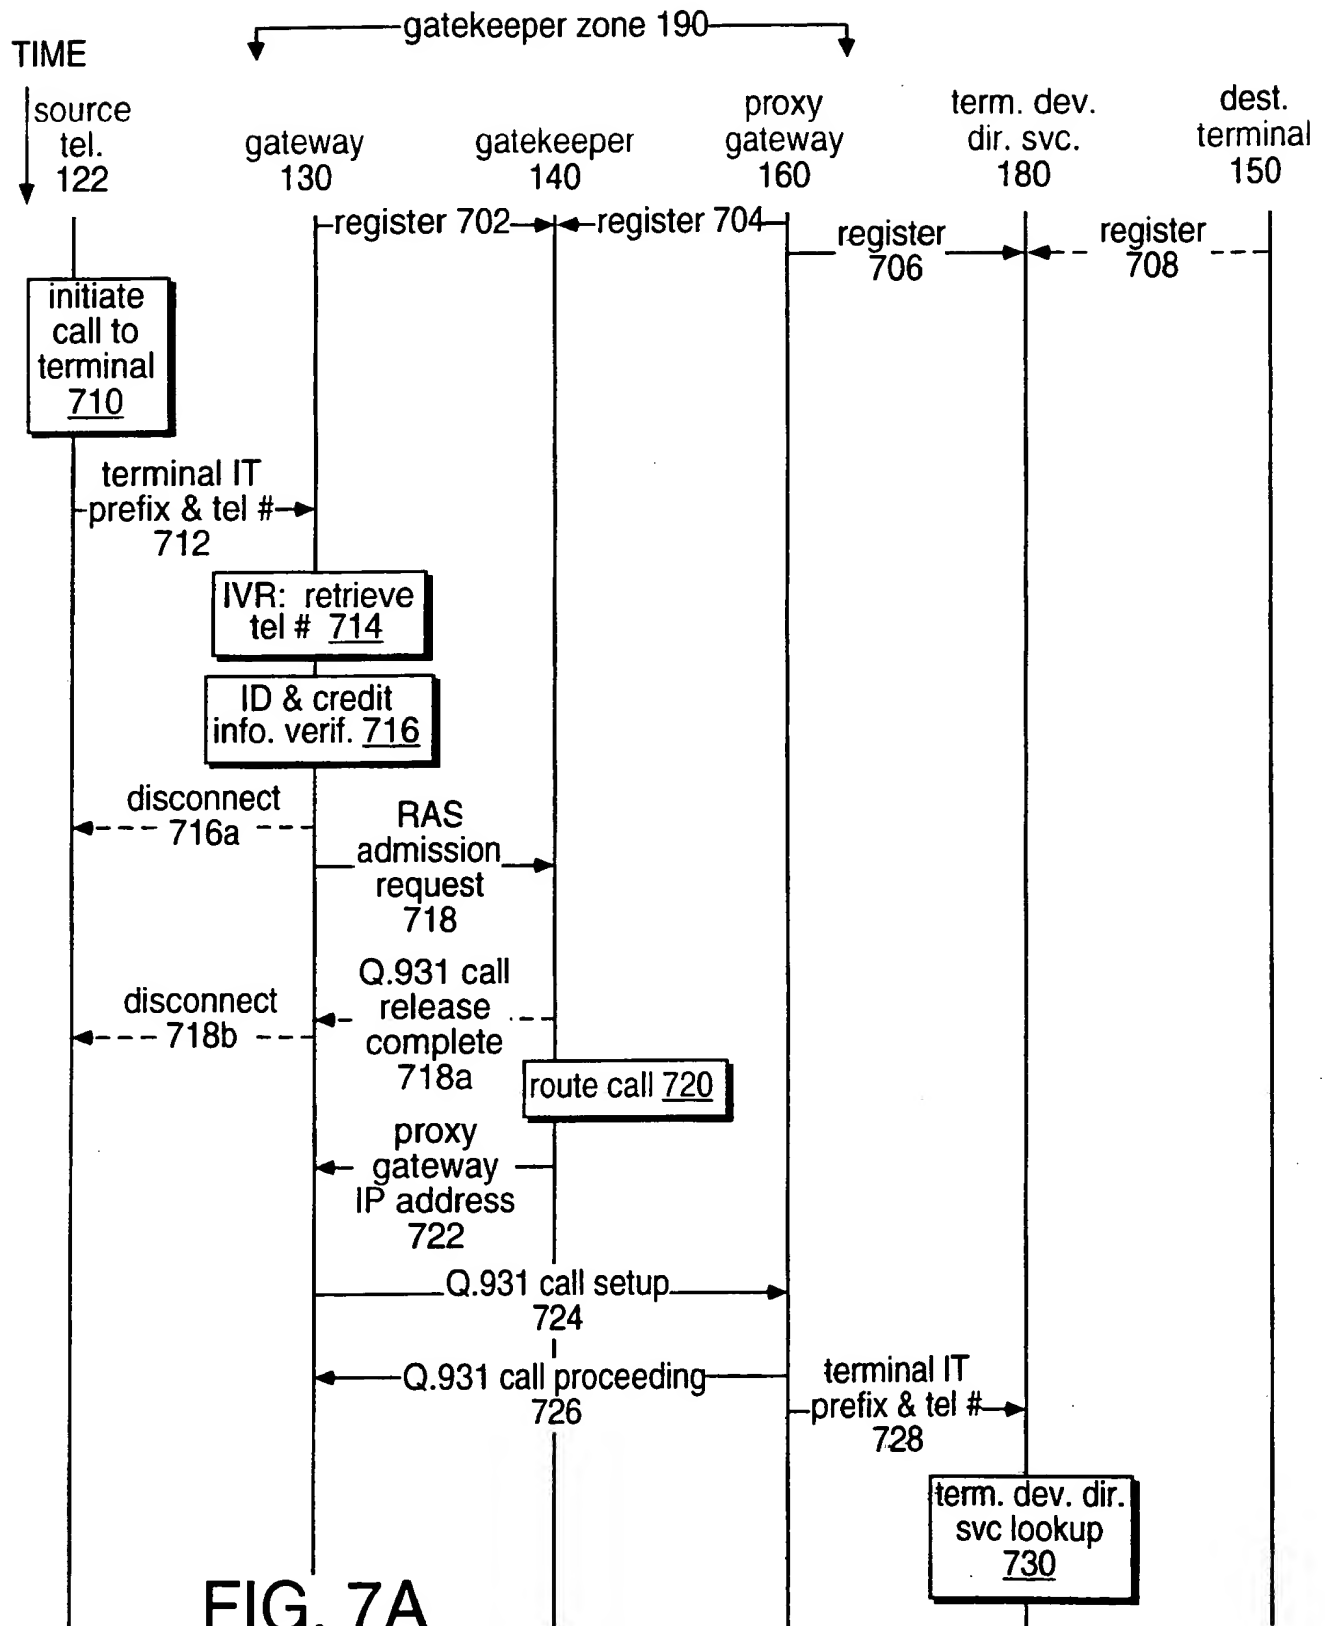 gatekeeper zone 190
TIME
source
tel.
122
gateway
130
gatekeeper
140
proxy
gateway
160
term. dev.
dir. svc.
180
dest.
terminal
150
register 702
register 704
register
706
register
708
initiate
call to
terminal
710
terminal IT
prefix & tel #
712
IVR: retrieve
tel # 714
ID & credit
info. verif. 716
disconnect
716a
RAS
admission
request
718
Q.931 call
release
complete
718a
disconnect
718b
route call 720
proxy
gateway
IP address
722
Q.931 call setup
724
Q.931 call proceeding
726
terminal IT
prefix & tel #
728
term. dev. dir.
svc lookup
730
FIG. 7A